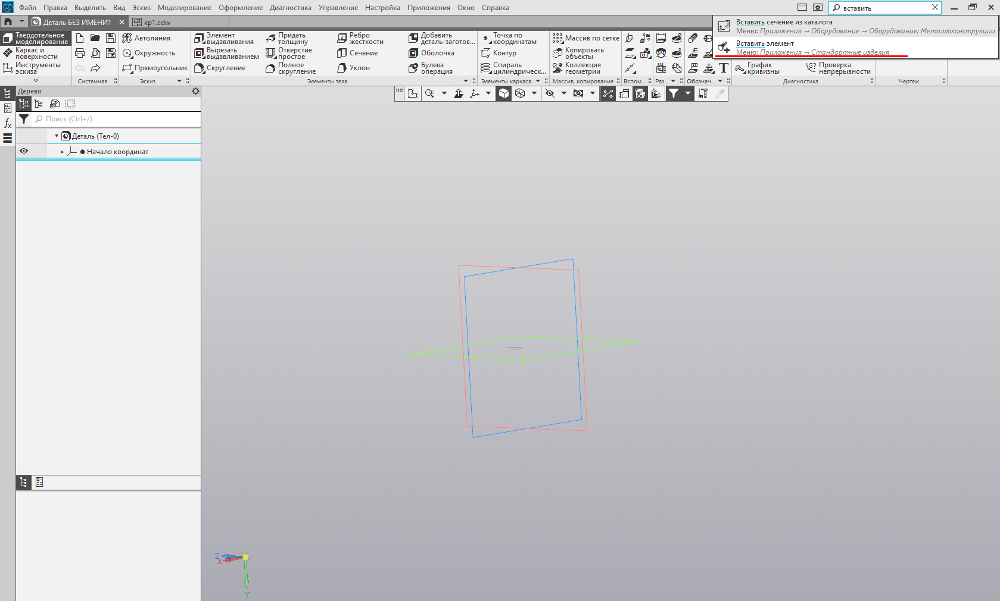 Файл Правка Выделить Вид Эскиз Моделирование Оформление Диагностика Управление Настройка Приложения Окно Справка
вставить
Деталь БЕЗ ИМЕНИ1
кр1.cdw
Вставить сечение из каталога
Меню: Приложения → Оборудование → Оборудование: Металлоконструкции
Вставить элемент
Меню: Приложения → Стандартные изделия
Твердотельное
моделирование
Каркас и
поверхности
Инструменты
эскиза
Системная
Автолиния
Окружность
Прямоугольник
Эскиз
Элемент
выдавливания
Вырезать
выдавливанием
Скругление
Придать
толщину
Отверстие
простое
Полное
скругление
Ребро
жесткости
Сечение
Уклон
Добавить
деталь-заготов...
Оболочка
Булева
операция
Элементы тела
Точка по
координатам
Контур
Спираль
цилиндрическ...
Элементы каркаса
Массив по сетке
Копировать
объекты
Коллекция
геометрии
Массив, копирование
Вспом...
Раз...
T
Обознач...
График
кривизны
Проверка
непрерывности
Диагностика
Чертеж
Дерево
Поиск (Ctrl+/)
fx
Деталь (Тел-0)
Начало координат
Z
X
Y